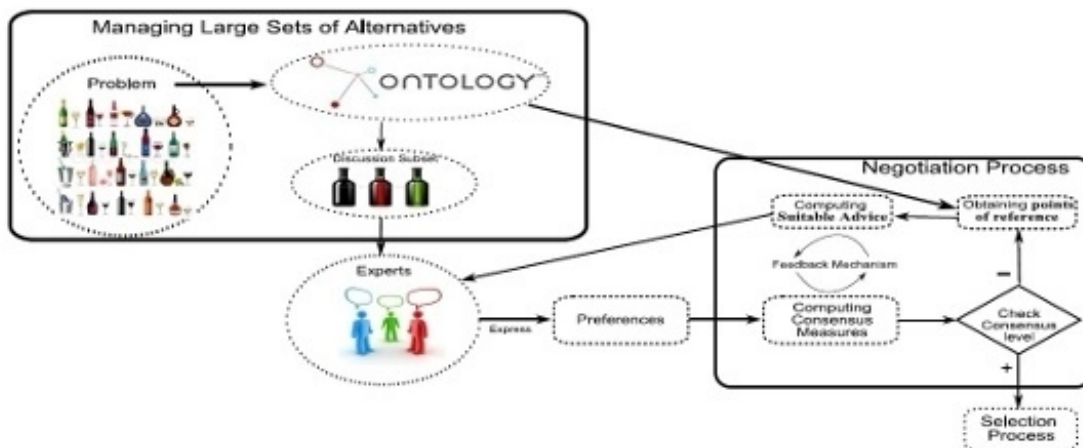 Managing Large Sets of Alternatives
Problem
ONTOLOGY
Discussion Subset
Negotiation Process
Computing
Suitable Advice
Obtaining points
of reference
Experts
Feedback Mechanism
−
Express
Preferences
Computing
Consensus
Measures
Check
Consensus
level
+
Selection
Process